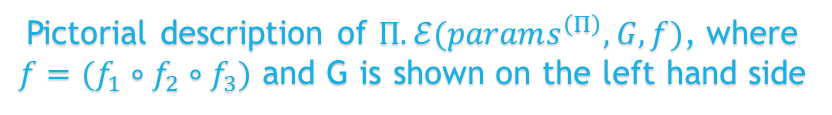 Pictorial description of Π.ℰ(params⁽ᴨ⁾, G, f), where
f = (f₁ ∘ f₂ ∘ f₃) and G is shown on the left hand side